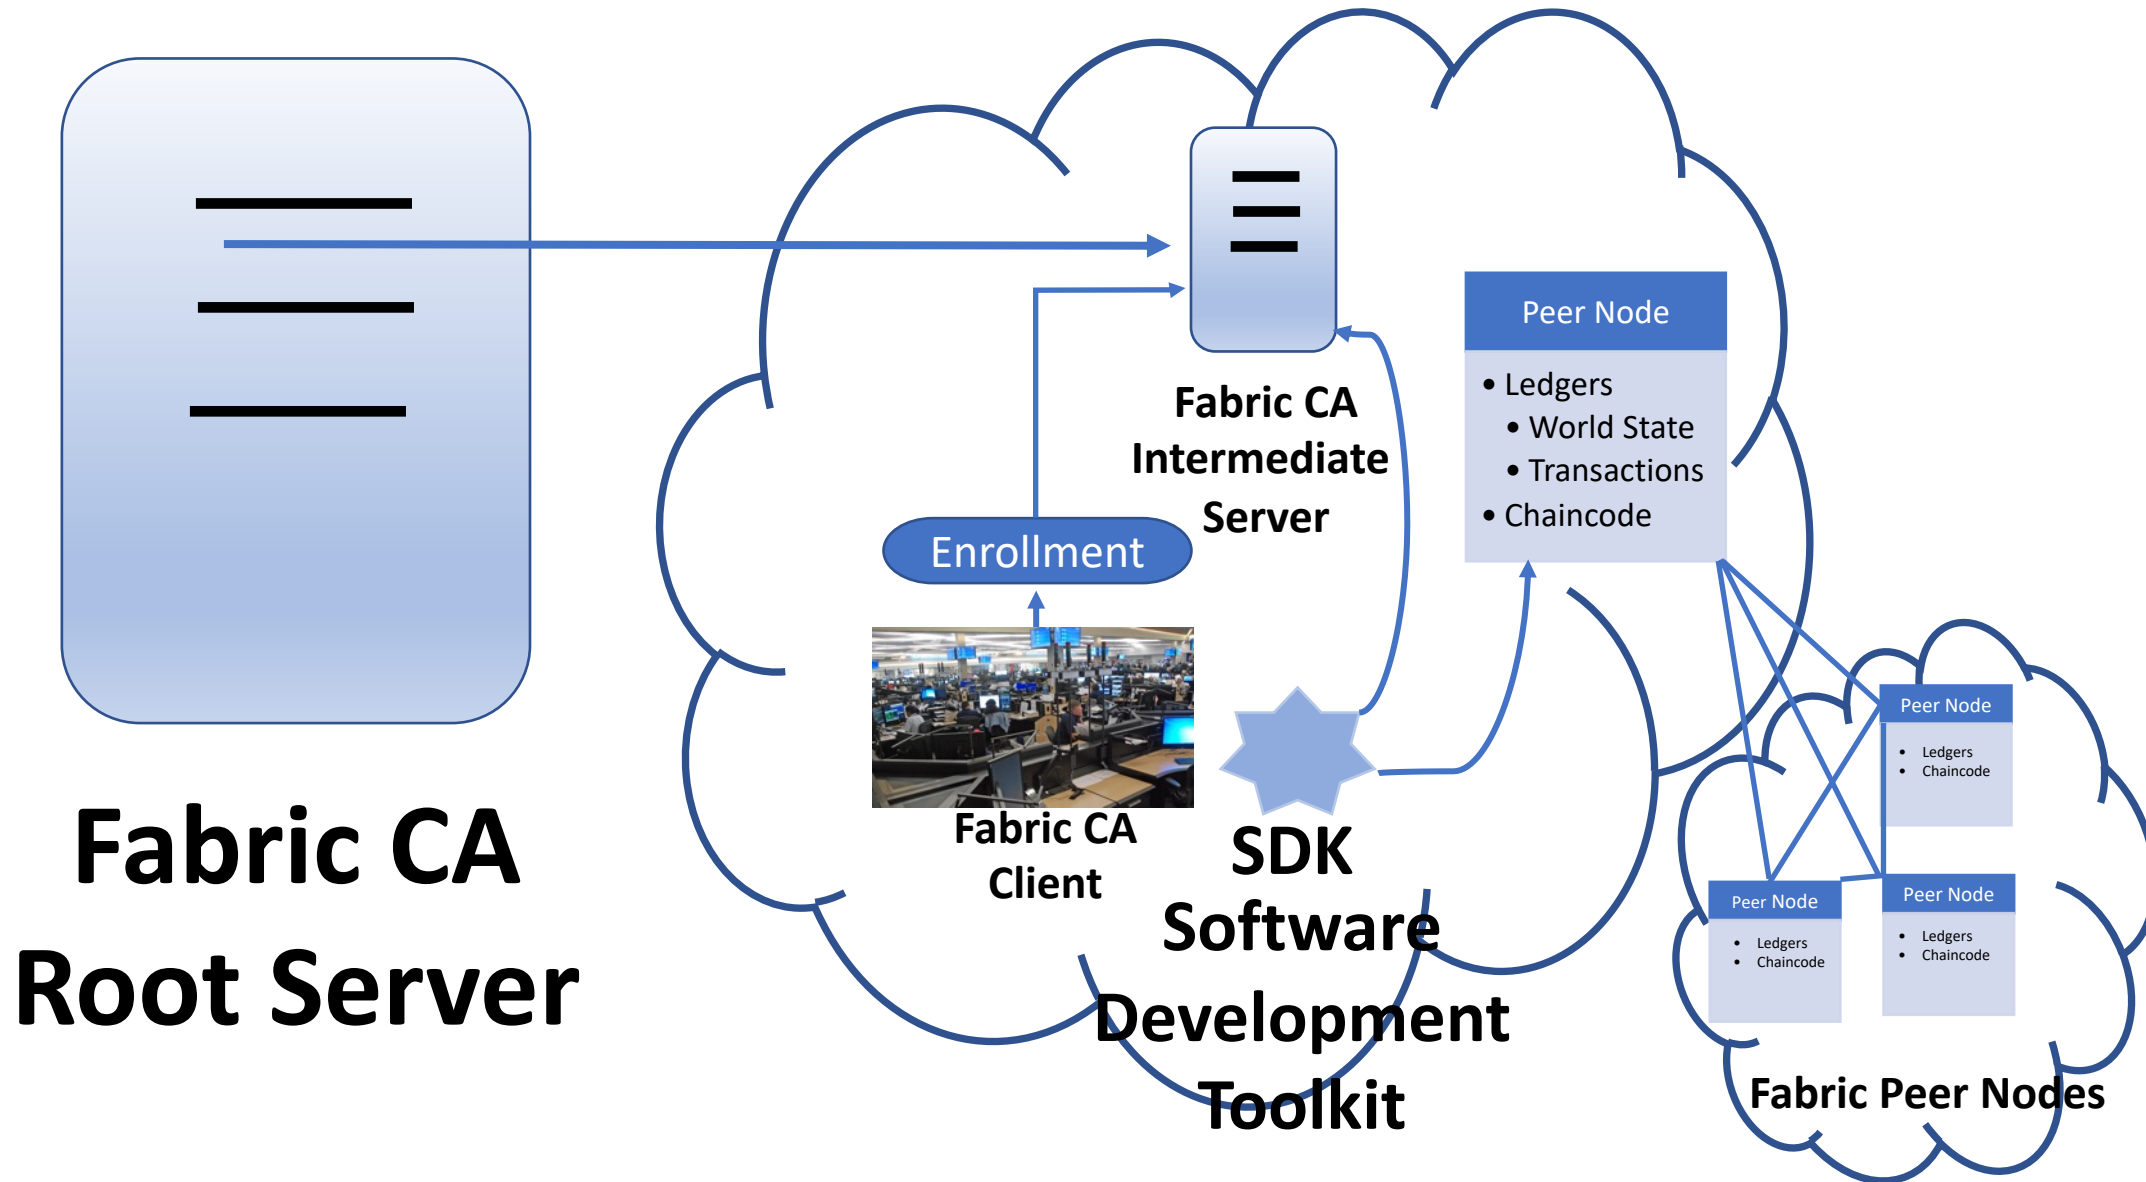 Fabric CA
Root Server
Fabric CA
Intermediate
Server
Enrollment
Fabric CA
Client
SDK
Software
Development
Toolkit
Peer Node
• Ledgers
• World State
• Transactions
• Chaincode
Peer Node
• Ledgers
• Chaincode
Peer Node
• Ledgers
• Chaincode
Peer Node
• Ledgers
• Chaincode
Fabric Peer Nodes